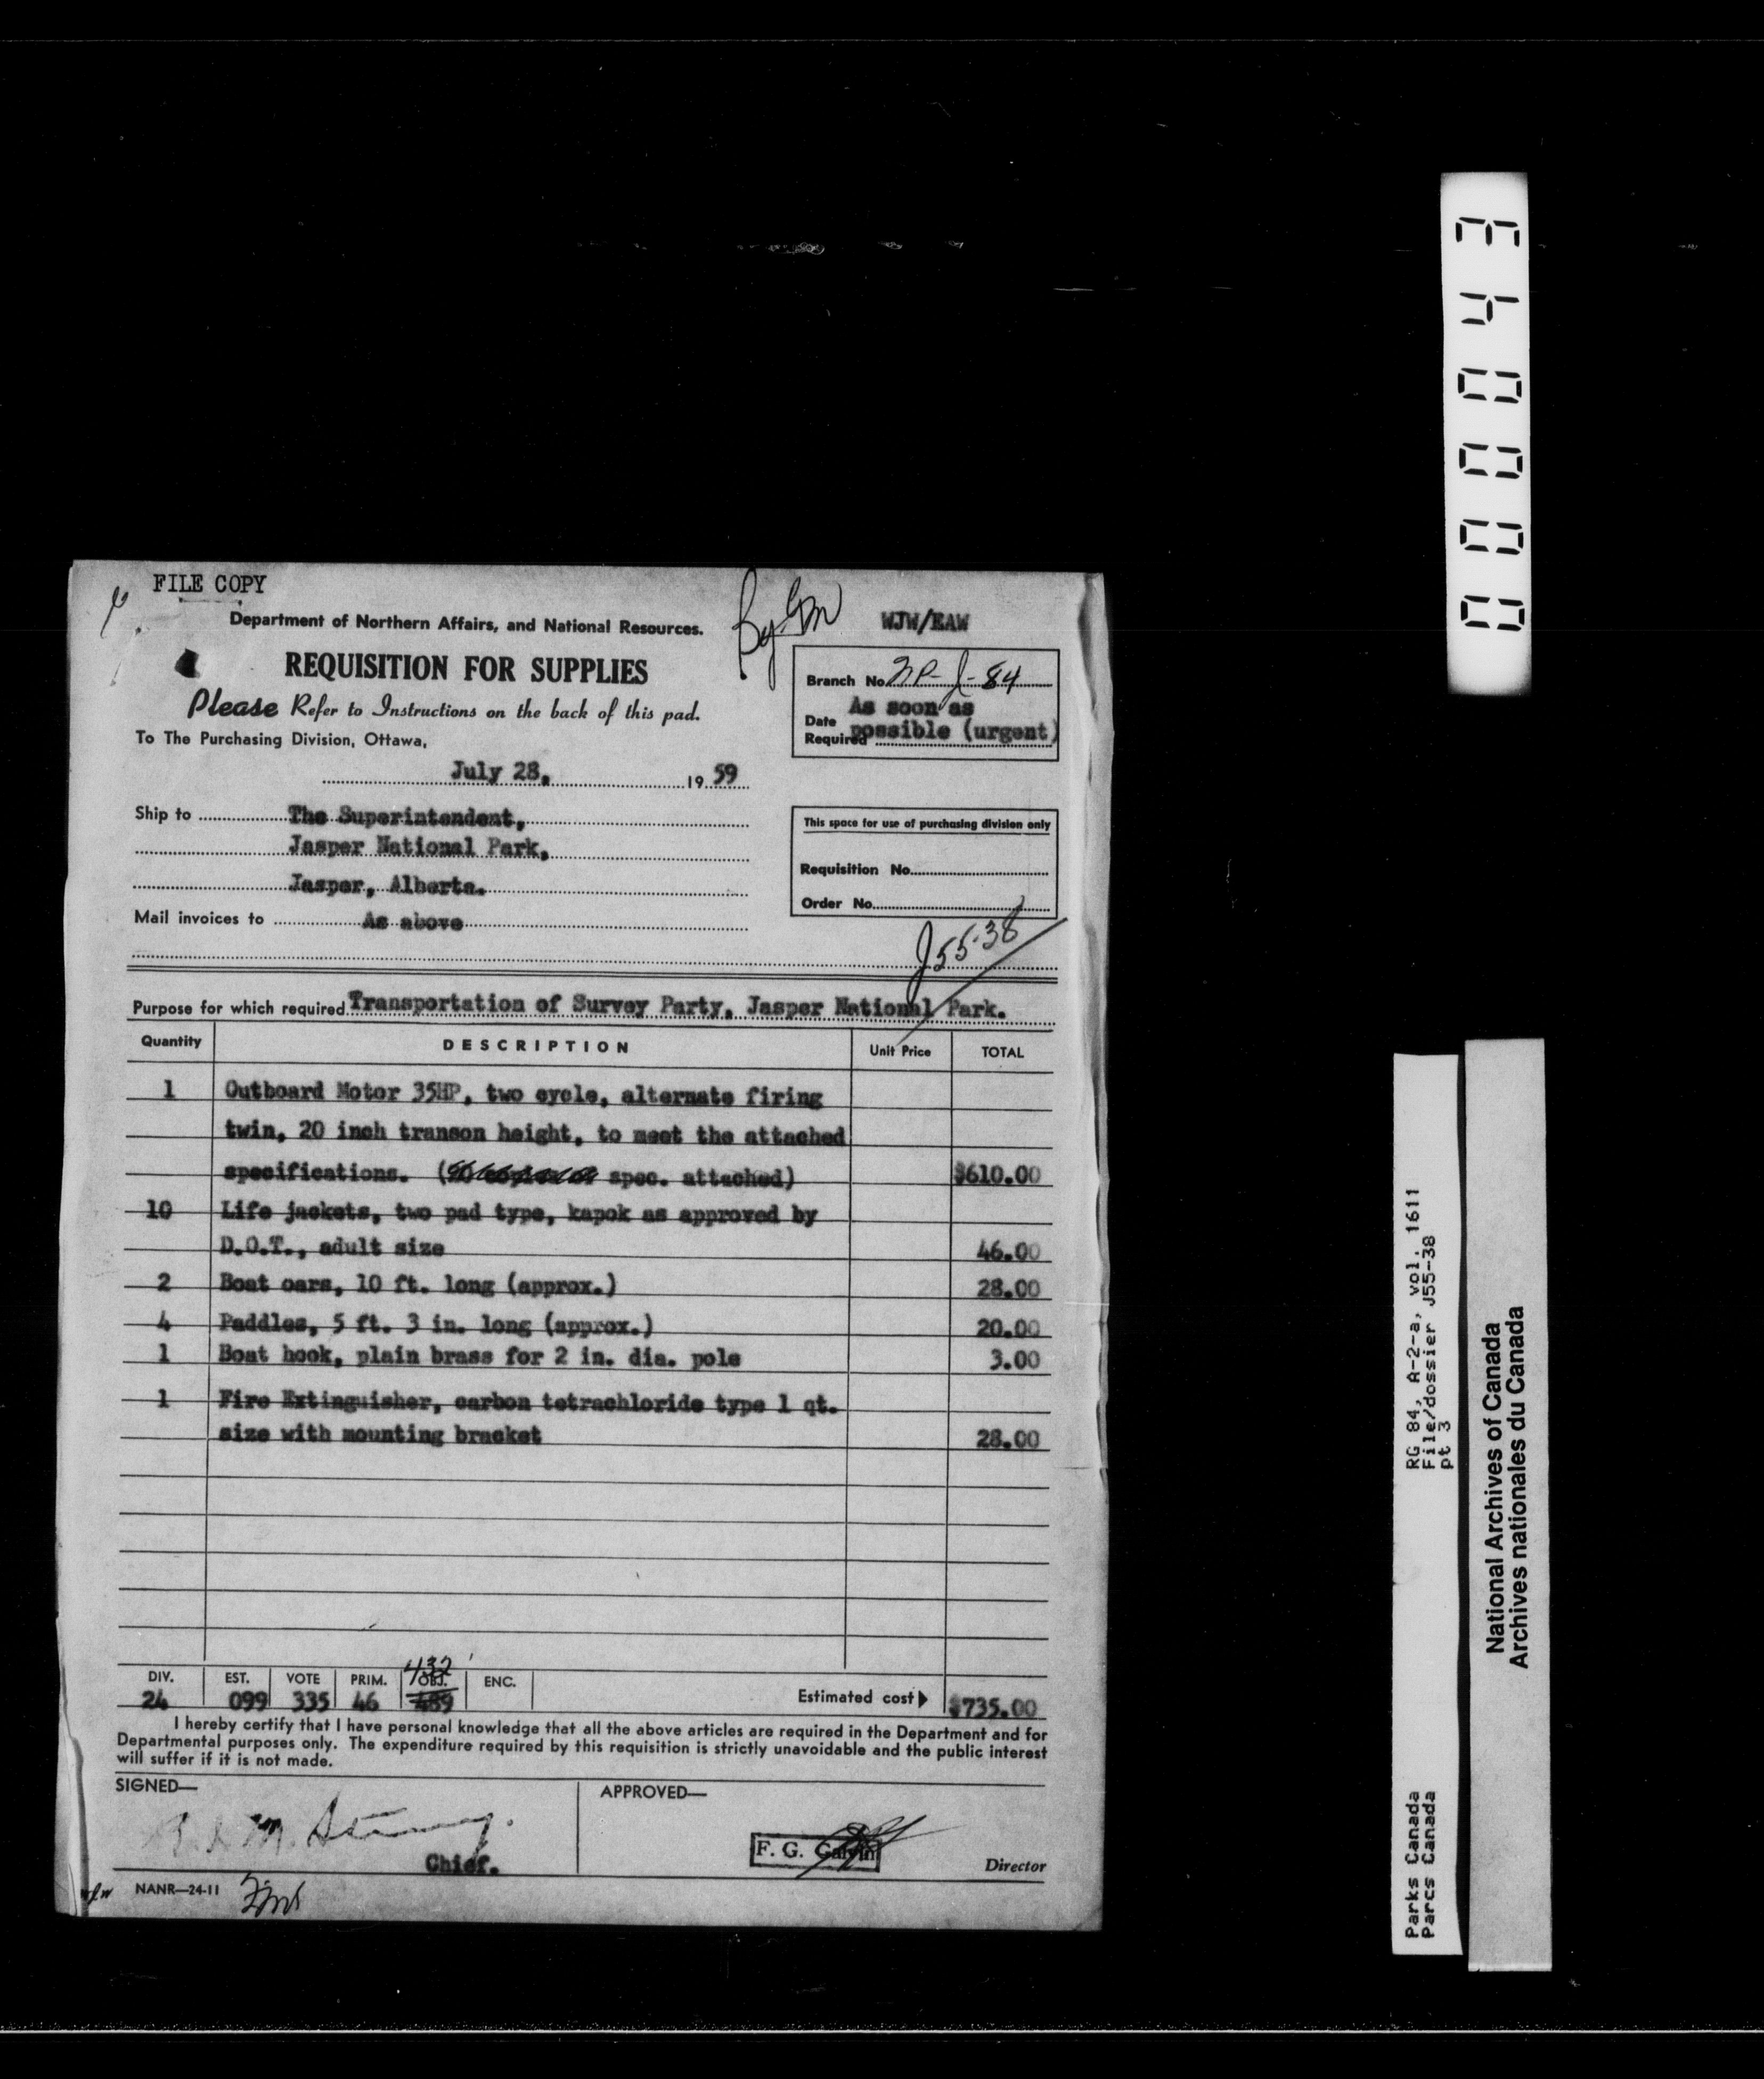 FILE COPY
Department of Northern Affairs, and National Resources.
WJW/EAW
REQUISITION FOR SUPPLIES
Please Refer to Instructions on the back of this pad.
To The Purchasing Division, Ottawa,
Branch No. NP-J-84
Date Required As soon as
possible (urgent)
July 28, 1959
Ship to The Superintendent,
Jasper National Park,
Jasper, Alberta.
Mail invoices to As above
This space for use of purchasing division only
Requisition No.
Order No.
J55-38
Purpose for which required Transportation of Survey Party, Jasper National Park.
Quantity DESCRIPTION Unit Price TOTAL
1 Outboard Motor 35HP, two cycle, alternate firing
twin, 20 inch transon height, to meet the attached
specifications. ( spec. attached) $610.00
10 Life jackets, two pad type, kapok as approved by
D.O.T., adult size 46.00
2 Boat oars, 10 ft. long (approx.) 28.00
4 Paddles, 5 ft. 3 in. long (approx.) 20.00
1 Boat hook, plain brass for 2 in. dia. pole 3.00
1 Fire Extinguisher, carbon tetrachloride type 1 qt.
size with mounting bracket 28.00
432
DIV. EST. VOTE PRIM. OBJ. ENC.
24 099 335 46 489 Estimated cost $735.00
I hereby certify that I have personal knowledge that all the above articles are required in the Department and for
Departmental purposes only. The expenditure required by this requisition is strictly unavoidable and the public interest
will suffer if it is not made.
SIGNED—
APPROVED—
Chief.
F. G. Calvin
Director
NANR—24-11
000043
RG 84, A-2-a, vol. 1611
File/dossier J55-38
pt 3
Parks Canada
Parcs Canada
National Archives of Canada
Archives nationales du Canada